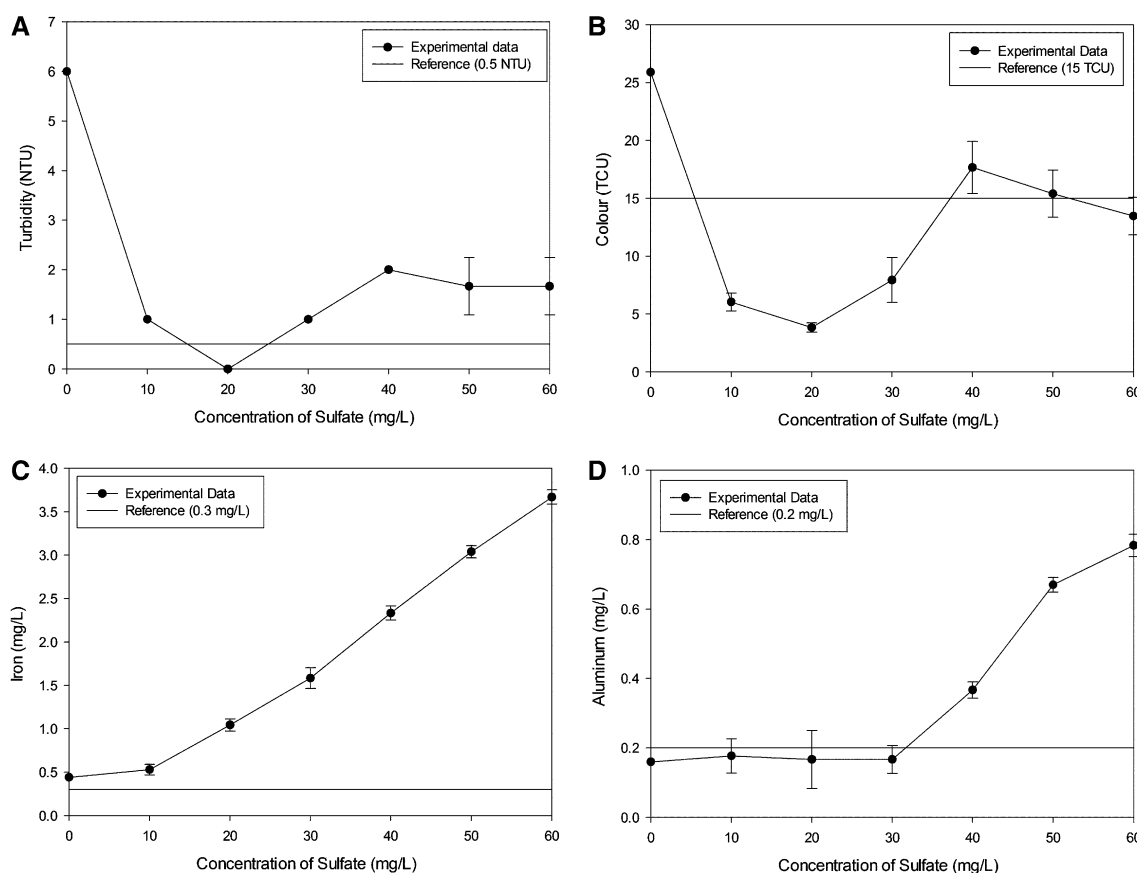 A
7
6
5
4
3
2
1
0
Turbidity (NTU)
Experimental data
Reference (0.5 NTU)
0 10 20 30 40 50 60
Concentration of Sulfate (mg/L)
B
30
25
20
15
10
5
0
Colour (TCU)
Experimental Data
Reference (15 TCU)
0 10 20 30 40 50 60
Concentration of Sulfate (mg/L)
C
4.0
3.5
3.0
2.5
2.0
1.5
1.0
0.5
0.0
Iron (mg/L)
Experimental Data
Reference (0.3 mg/L)
0 10 20 30 40 50 60
Concentration of Sulfate (mg/L)
D
1.0
0.8
0.6
0.4
0.2
0.0
Aluminum (mg/L)
Experimental Data
Reference (0.2 mg/L)
0 10 20 30 40 50 60
Concentration of Sulfate (mg/L)